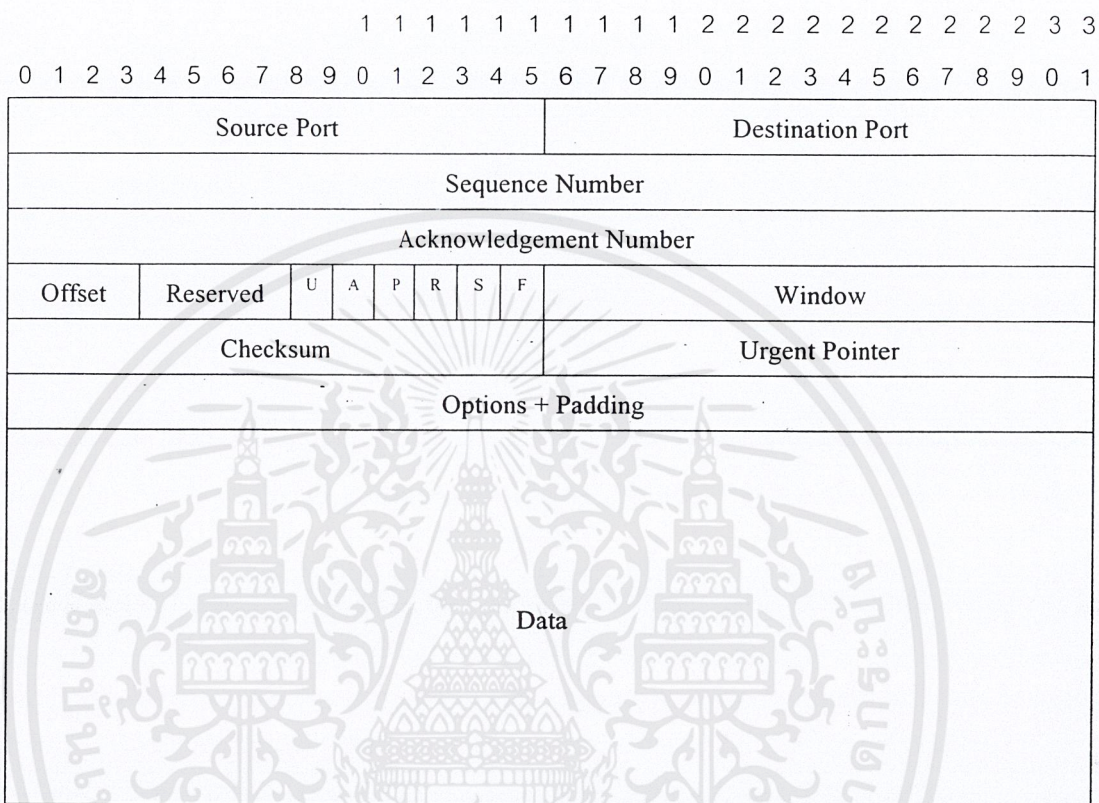 1 1 1 1 1 1 1 1 1 1 2 2 2 2 2 2 2 2 2 2 3 3
0 1 2 3 4 5 6 7 8 9 0 1 2 3 4 5 6 7 8 9 0 1 2 3 4 5 6 7 8 9 0 1
Source Port Destination Port
Sequence Number
Acknowledgement Number
Offset Reserved U A P R S F Window
Checksum Urgent Pointer
Options + Padding
Data